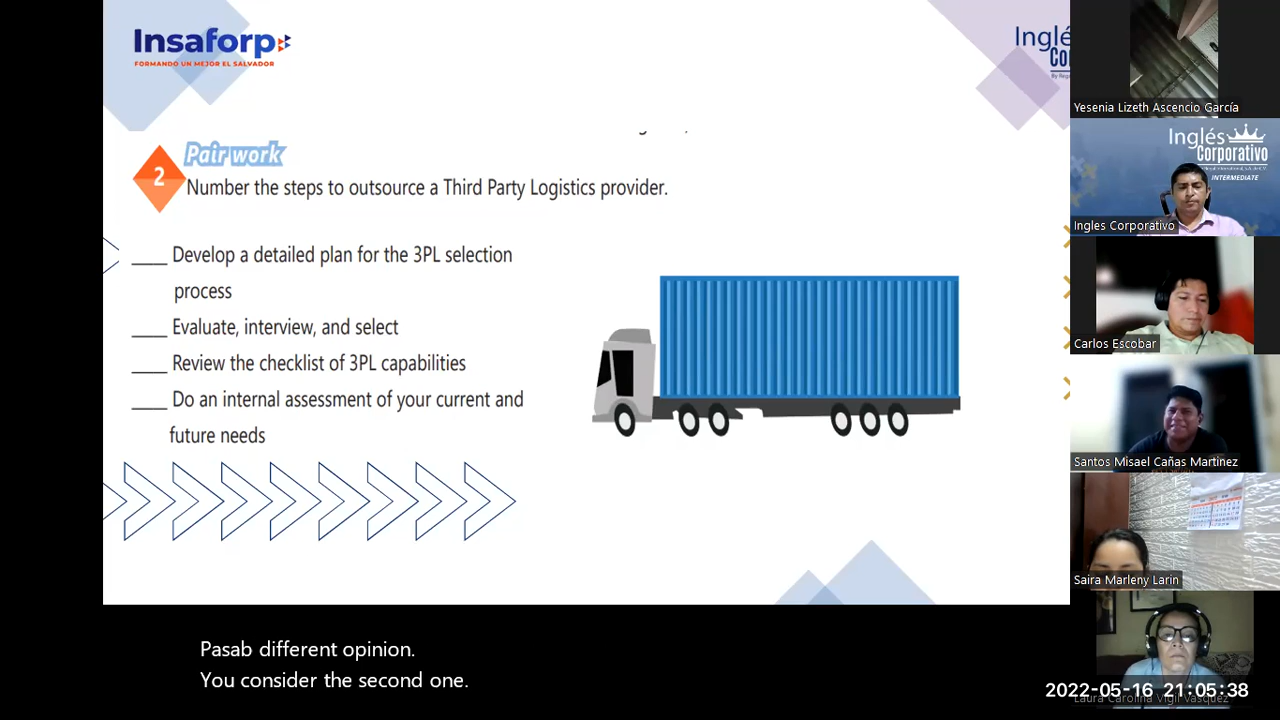 Insaforp
FORMANDO UN MEJOR EL SALVADOR
Inglé
Co
2
Pair work
Number the steps to outsource a Third Party Logistics provider.
____ Develop a detailed plan for the 3PL selection
process
____ Evaluate, interview, and select
____ Review the checklist of 3PL capabilities
____ Do an internal assessment of your current and
future needs
Pasab different opinion.
You consider the second one.
Yesenia Lizeth Ascencio García
Inglés
Corporativo
INTERMEDIATE
Ingles Corporativo
Carlos Escobar
Santos Misael Cañas Martinez
Saira Marleny Larin
2022-05-16 21:05:38
Laura Carolina Vigil Vasquez